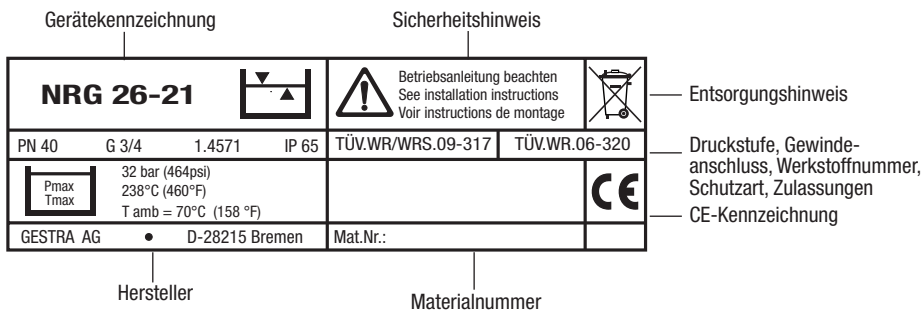 Gerätekennzeichnung
Sicherheitshinweis
NRG 26-21
Betriebsanleitung beachten
See installation instructions
Voir instructions de montage
Entsorgungshinweis
PN 40 G 3/4 1.4571 IP 65
TÜV.WR/WRS.09-317 TÜV.WR.06-320
Druckstufe, Gewinde-
anschluss, Werkstoffnummer,
Schutzart, Zulassungen
Pmax
Tmax
32 bar (464psi)
238°C (460°F)
T amb = 70°C (158 °F)
CE
CE-Kennzeichnung
GESTRA AG • D-28215 Bremen
Mat.Nr.:
Hersteller
Materialnummer